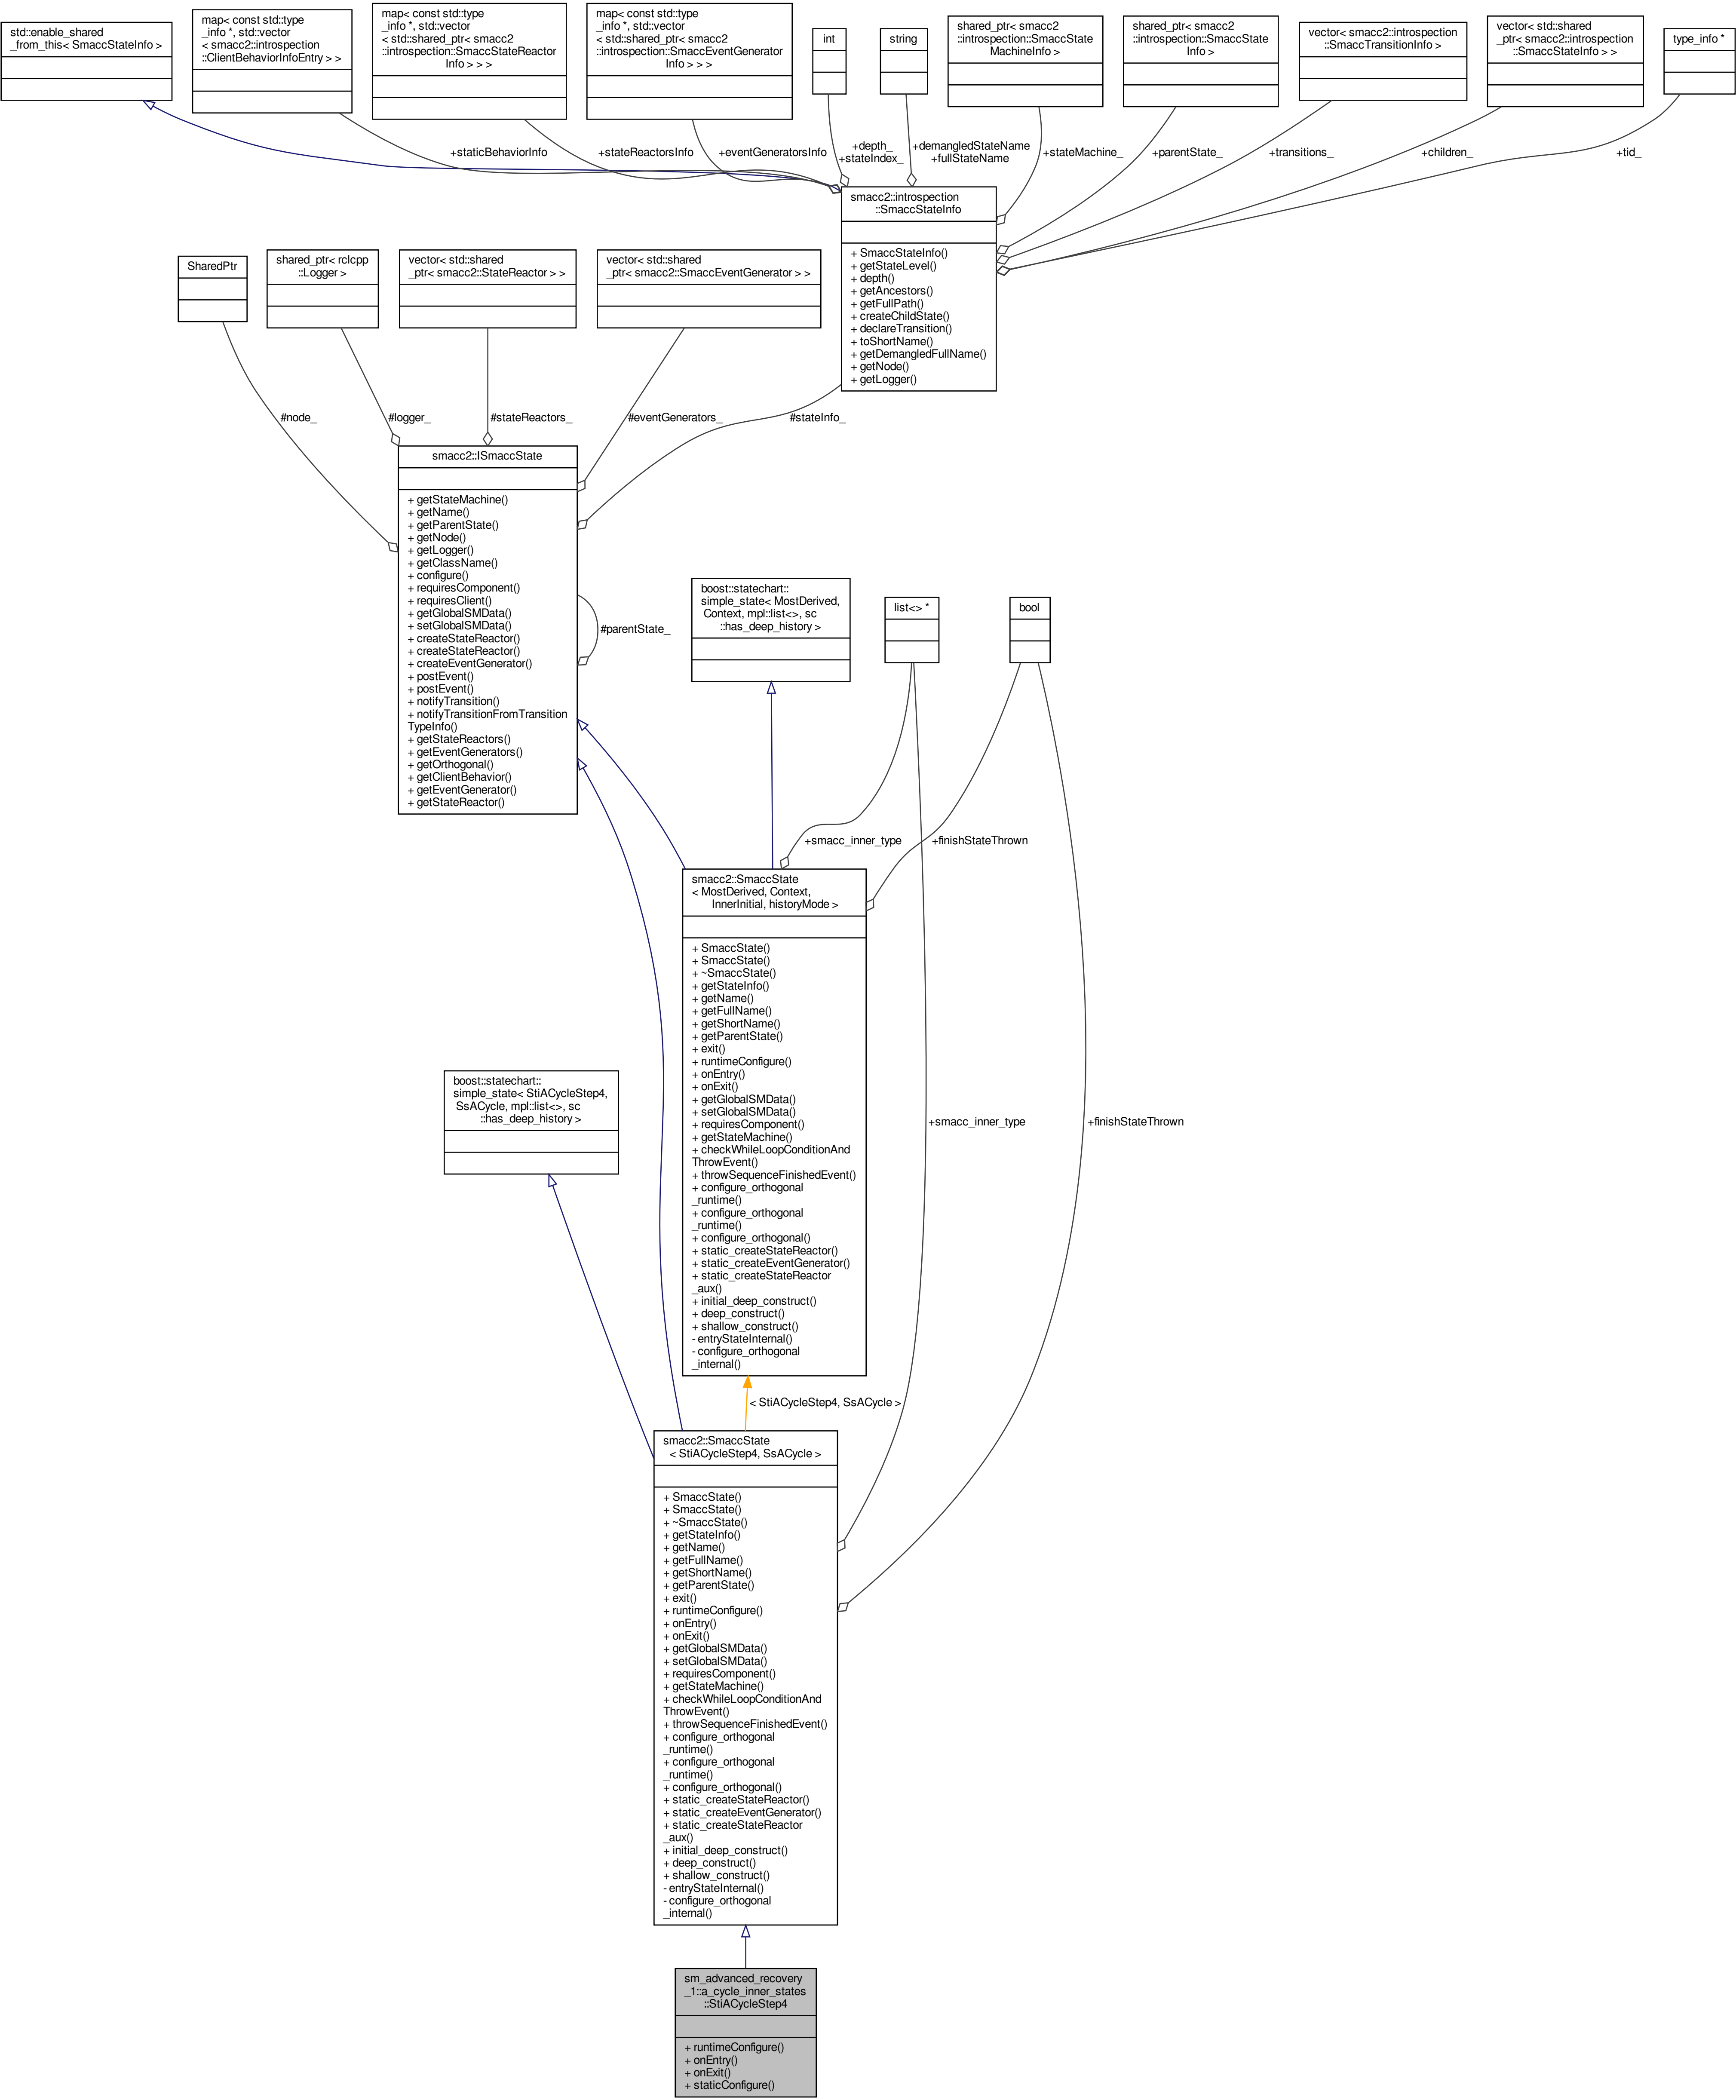 std::enable_shared
_from_this< SmaccStateInfo >
map< const std::type
_info *, std::vector
< smacc2::introspection
::ClientBehaviorInfoEntry > >
map< const std::type
_info *, std::vector
< std::shared_ptr< smacc2
::introspection::SmaccStateReactor
Info > > >
map< const std::type
_info *, std::vector
< std::shared_ptr< smacc2
::introspection::SmaccEventGenerator
Info > > >
int
string
shared_ptr< smacc2
::introspection::SmaccState
MachineInfo >
shared_ptr< smacc2
::introspection::SmaccState
Info >
vector< smacc2::introspection
::SmaccTransitionInfo >
vector< std::shared
_ptr< smacc2::introspection
::SmaccStateInfo > >
type_info *
+staticBehaviorInfo
+stateReactorsInfo
+eventGeneratorsInfo
+depth_
+stateIndex_
+demangledStateName
+fullStateName
+stateMachine_
+parentState_
+transitions_
+children_
+tid_
smacc2::introspection
::SmaccStateInfo
+ SmaccStateInfo()
+ getStateLevel()
+ depth()
+ getAncestors()
+ getFullPath()
+ createChildState()
+ declareTransition()
+ toShortName()
+ getDemangledFullName()
+ getNode()
+ getLogger()
SharedPtr
shared_ptr< rclcpp
::Logger >
vector< std::shared
_ptr< smacc2::StateReactor > >
vector< std::shared
_ptr< smacc2::SmaccEventGenerator > >
#node_
#logger_
#stateReactors_
#eventGenerators_
#stateInfo_
smacc2::ISmaccState
+ getStateMachine()
+ getName()
+ getParentState()
+ getNode()
+ getLogger()
+ getClassName()
+ configure()
+ requiresComponent()
+ requiresClient()
+ getGlobalSMData()
+ setGlobalSMData()
+ createStateReactor()
+ createStateReactor()
+ createEventGenerator()
+ postEvent()
+ postEvent()
+ notifyTransition()
+ notifyTransitionFromTransition
TypeInfo()
+ getStateReactors()
+ getEventGenerators()
+ getOrthogonal()
+ getClientBehavior()
+ getEventGenerator()
+ getStateReactor()
#parentState_
boost::statechart::
simple_state< MostDerived,
Context, mpl::list<>, sc
::has_deep_history >
list<> *
bool
+smacc_inner_type
+finishStateThrown
smacc2::SmaccState
< MostDerived, Context,
InnerInitial, historyMode >
+ SmaccState()
+ SmaccState()
+ ~SmaccState()
+ getStateInfo()
+ getName()
+ getFullName()
+ getShortName()
+ getParentState()
+ exit()
+ runtimeConfigure()
+ onEntry()
+ onExit()
+ getGlobalSMData()
+ setGlobalSMData()
+ requiresComponent()
+ getStateMachine()
+ checkWhileLoopConditionAnd
ThrowEvent()
+ throwSequenceFinishedEvent()
+ configure_orthogonal
_runtime()
+ configure_orthogonal
_runtime()
+ configure_orthogonal()
+ static_createStateReactor()
+ static_createEventGenerator()
+ static_createStateReactor
_aux()
+ initial_deep_construct()
+ deep_construct()
+ shallow_construct()
- entryStateInternal()
- configure_orthogonal
_internal()
boost::statechart::
simple_state< StiACycleStep4,
SsACycle, mpl::list<>, sc
::has_deep_history >
+smacc_inner_type
+finishStateThrown
< StiACycleStep4, SsACycle >
smacc2::SmaccState
< StiACycleStep4, SsACycle >
+ SmaccState()
+ SmaccState()
+ ~SmaccState()
+ getStateInfo()
+ getName()
+ getFullName()
+ getShortName()
+ getParentState()
+ exit()
+ runtimeConfigure()
+ onEntry()
+ onExit()
+ getGlobalSMData()
+ setGlobalSMData()
+ requiresComponent()
+ getStateMachine()
+ checkWhileLoopConditionAnd
ThrowEvent()
+ throwSequenceFinishedEvent()
+ configure_orthogonal
_runtime()
+ configure_orthogonal
_runtime()
+ configure_orthogonal()
+ static_createStateReactor()
+ static_createEventGenerator()
+ static_createStateReactor
_aux()
+ initial_deep_construct()
+ deep_construct()
+ shallow_construct()
- entryStateInternal()
- configure_orthogonal
_internal()
sm_advanced_recovery
_1::a_cycle_inner_states
::StiACycleStep4
+ runtimeConfigure()
+ onEntry()
+ onExit()
+ staticConfigure()